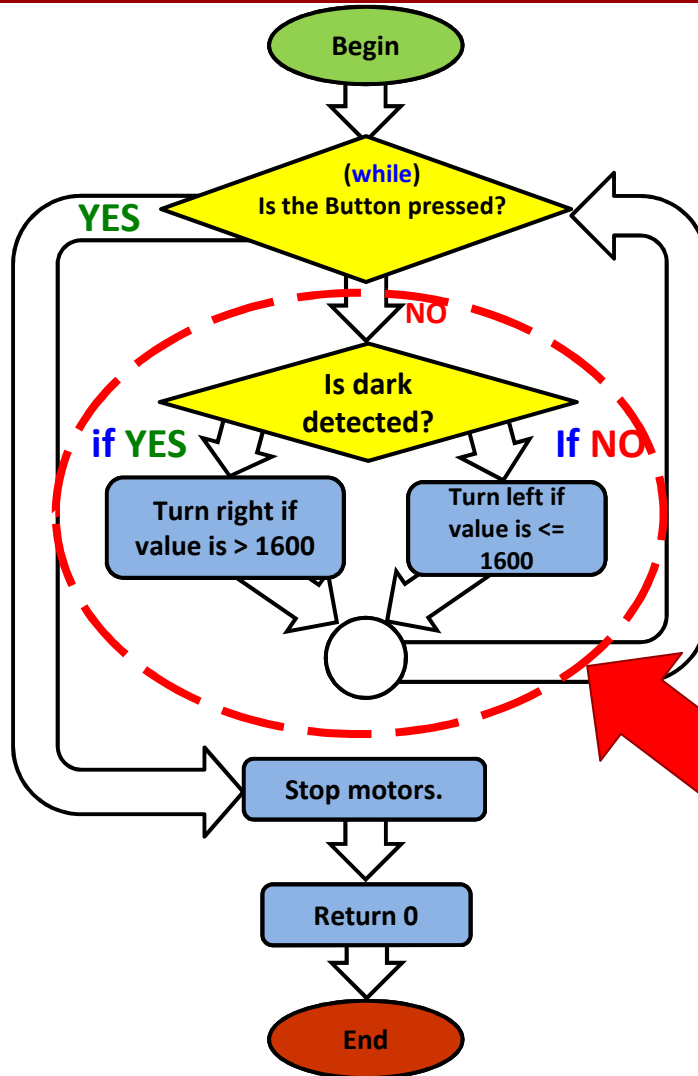 Begin
(while)
Is the Button pressed?
YES
NO
Is dark
detected?
if YES
If NO
Turn right if
value is > 1600
Turn left if
value is <=
1600
Stop motors.
Return 0
End